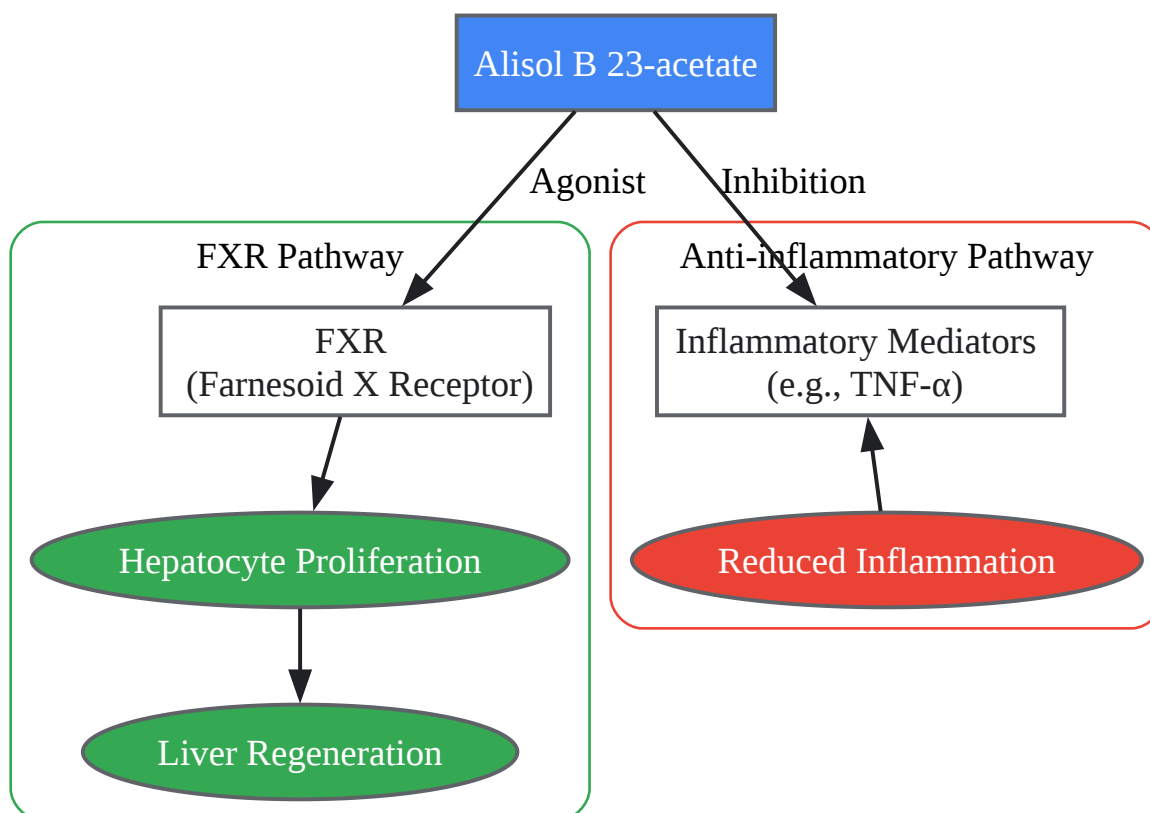 Alisol B 23-acetate
Agonist
Inhibition
FXR Pathway
Anti-inflammatory Pathway
FXR
(Farnesoid X Receptor)
Inflammatory Mediators
(e.g., TNF-α)
Hepatocyte Proliferation
Reduced Inflammation
Liver Regeneration